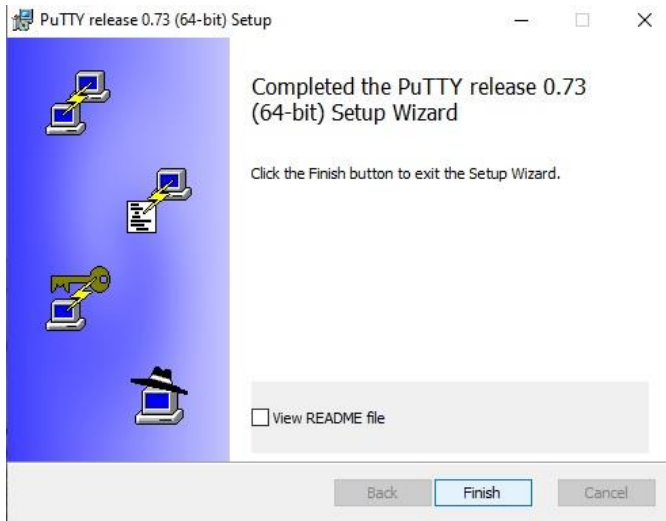 PuTTY release 0.73 (64-bit) Setup
Completed the PuTTY release 0.73
(64-bit) Setup Wizard
Click the Finish button to exit the Setup Wizard.
View README file
Back Finish Cancel